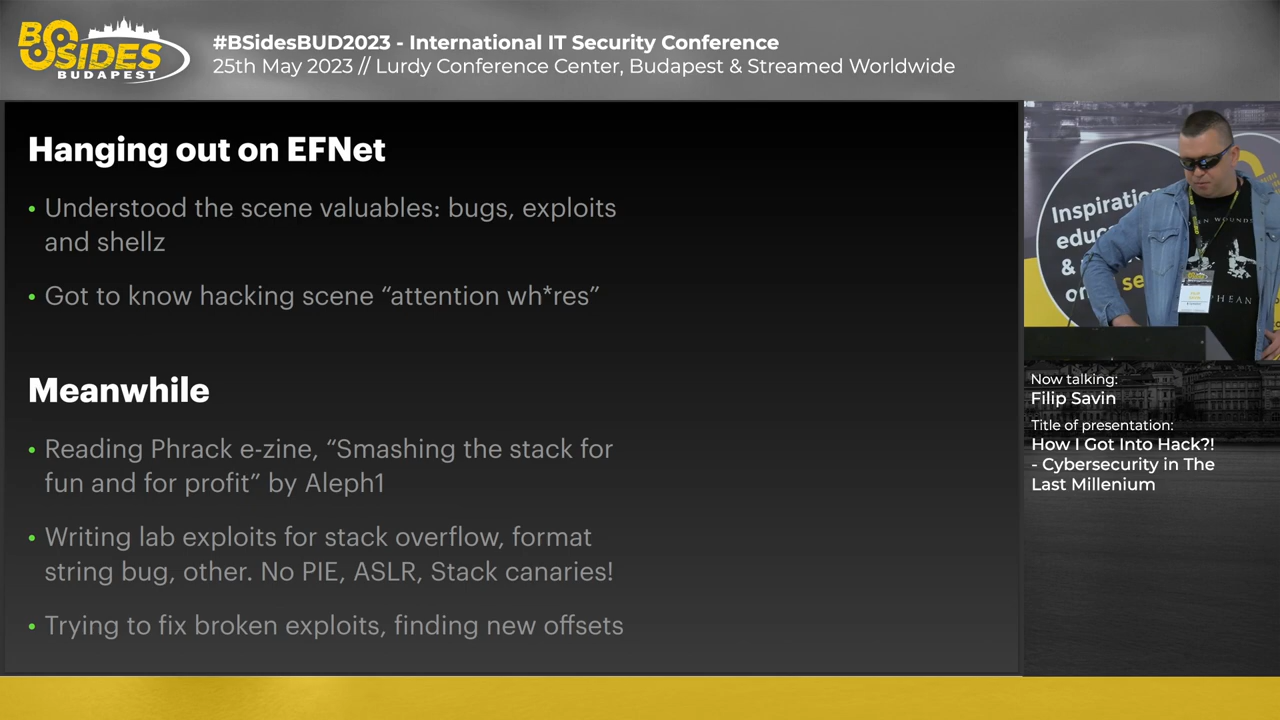 BSIDES
BUDAPEST
#BSidesBUD2023 - International IT Security Conference
25th May 2023 // Lurdy Conference Center, Budapest & Streamed Worldwide
Hanging out on EFNet
• Understood the scene valuables: bugs, exploits
and shellz
• Got to know hacking scene “attention wh*res”
Meanwhile
• Reading Phrack e-zine, “Smashing the stack for
fun and for profit” by Aleph1
• Writing lab exploits for stack overflow, format
string bug, other. No PIE, ASLR, Stack canaries!
• Trying to fix broken exploits, finding new offsets
Inspiratio
educ
&
on
se
Now talking:
Filip Savin
Title of presentation:
How I Got Into Hack?!
- Cybersecurity in The
Last Millenium